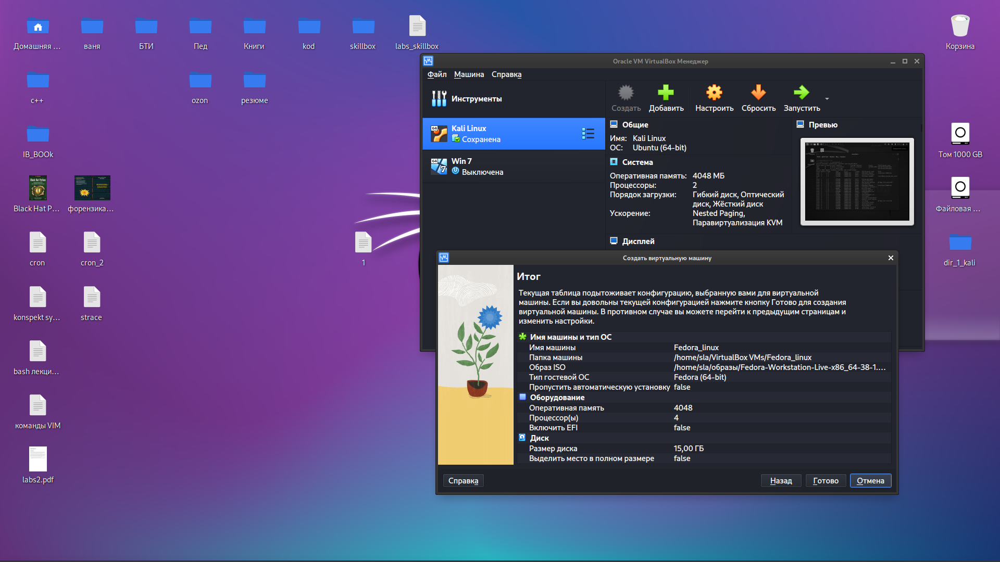 Домашняя ...
ваня
БТИ
Пед
Книги
kod
skillbox
labs_skillbox
Корзина
c++
ozon
резюме
IB_BOOk
Том 1000 GB
Black Hat P...
форензика...
Файловая ...
cron
cron_2
1
dir_1_kali
konspekt sy...
strace
bash лекци...
команды VIM
labs2.pdf
Oracle VM VirtualBox Менеджер
Файл Машина Справка
Инструменты
Создать Добавить Настроить Сбросить Запустить
64
Kali Linux
Сохранена
64
7
Win 7
Выключена
Общие
Имя: Kali Linux
ОС: Ubuntu (64-bit)
Система
Оперативная память: 4048 МБ
Процессоры: 2
Порядок загрузки: Гибкий диск, Оптический
диск, Жёсткий диск
Ускорение: Nested Paging,
Паравиртуализация KVM
Дисплей
Превью
Создать виртуальную машину
Итог
Текущая таблица подытоживает конфигурацию, выбранную вами для виртуальной
машины. Если вы довольны текущей конфигурацией нажмите кнопку Готово для создания
виртуальной машины. В противном случае вы можете перейти к предыдущим страницам и
изменить настройки.
Имя машины и тип ОС
Имя машины Fedora_linux
Папка машины /home/sla/VirtualBox VMs/Fedora_linux
Образ ISO /home/sla/образы/Fedora-Workstation-Live-x86_64-38-1....
Тип гостевой ОС Fedora (64-bit)
Пропустить автоматическую установку false
Оборудование
Оперативная память 4048
Процессор(ы) 4
Включить EFI false
Диск
Размер диска 15,00 ГБ
Выделить место в полном размере false
Справка Назад Готово Отмена